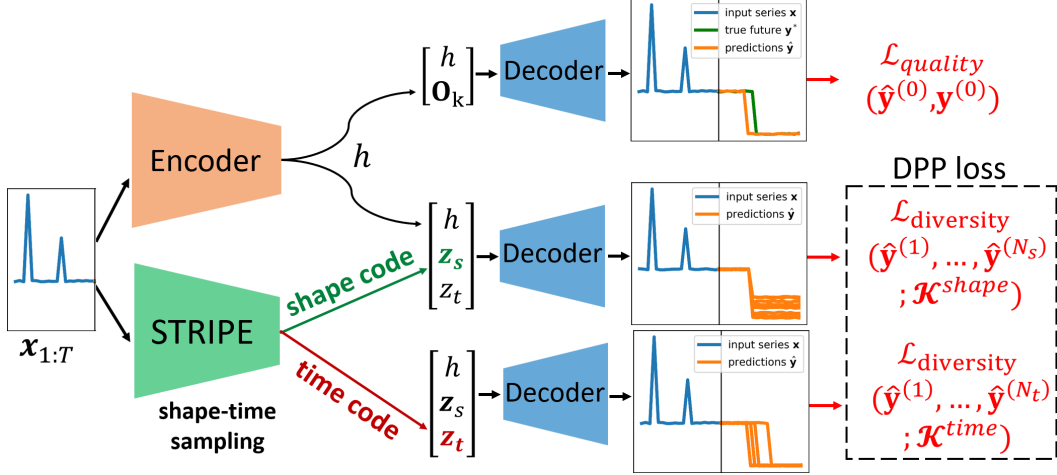 input series x
true future y*
predictions ŷ
h
O_k
Decoder
ℒ_quality
(ŷ^(0),y^(0))
Encoder
h
DPP loss
input series x
predictions ŷ
h
z_s
z_t
Decoder
ℒ_diversity
(ŷ^(1), ..., ŷ^(N_s)
; 𝓚^shape)
shape code
STRIPE
x_1:T
time code
shape-time
sampling
input series x
predictions ŷ
h
z_s
z_t
Decoder
ℒ_diversity
(ŷ^(1), ..., ŷ^(N_t)
; 𝓚^time)